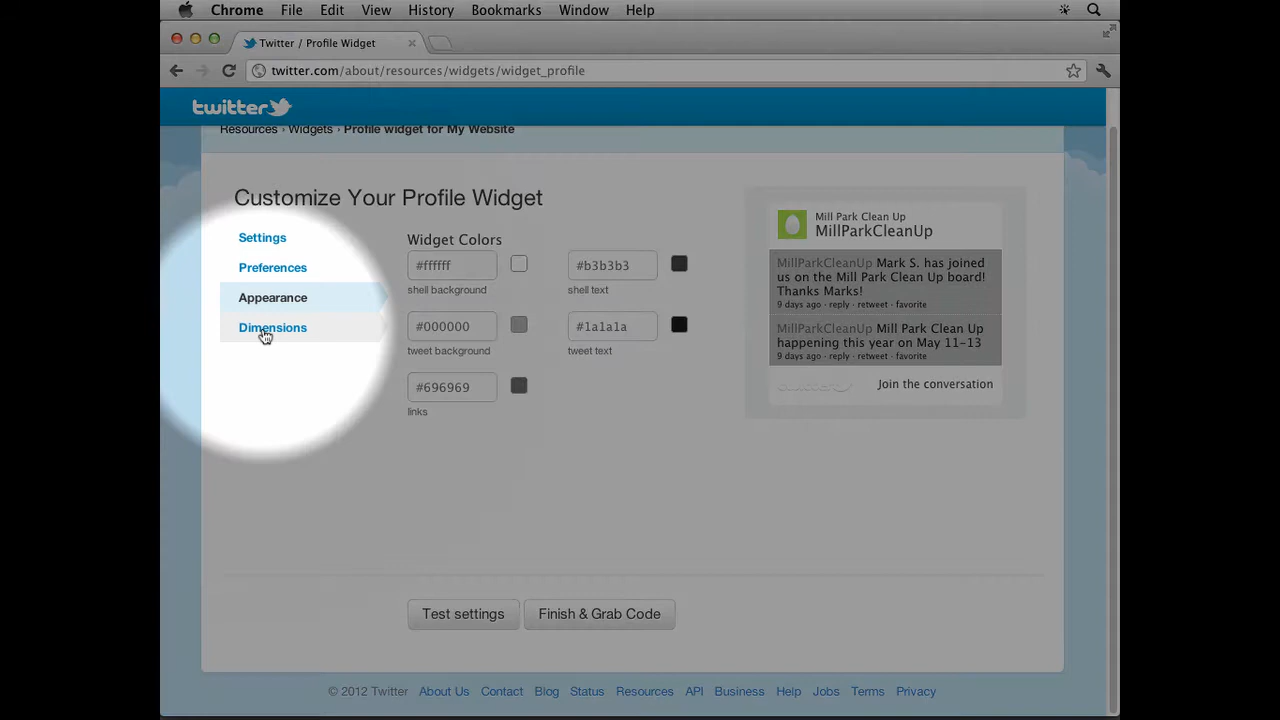 Chrome File Edit View History Bookmarks Window Help
Twitter / Profile Widget
twitter.com/about/resources/widgets/widget_profile
twitter
Resources › Widgets › Profile widget for My Website
Customize Your Profile Widget
Settings
Preferences
Appearance
Dimensions
Widget Colors
#ffffff #b3b3b3
shell background shell text
#000000 #1a1a1a
tweet background tweet text
#696969
links
Mill Park Clean Up
MillParkCleanUp
MillParkCleanUp Mark S. has joined
us on the Mill Park Clean Up board!
Thanks Marks!
9 days ago · reply · retweet · favorite
MillParkCleanUp Mill Park Clean Up
happening this year on May 11-13
9 days ago · reply · retweet · favorite
twitter Join the conversation
Test settings Finish & Grab Code
© 2012 Twitter About Us Contact Blog Status Resources API Business Help Jobs Terms Privacy